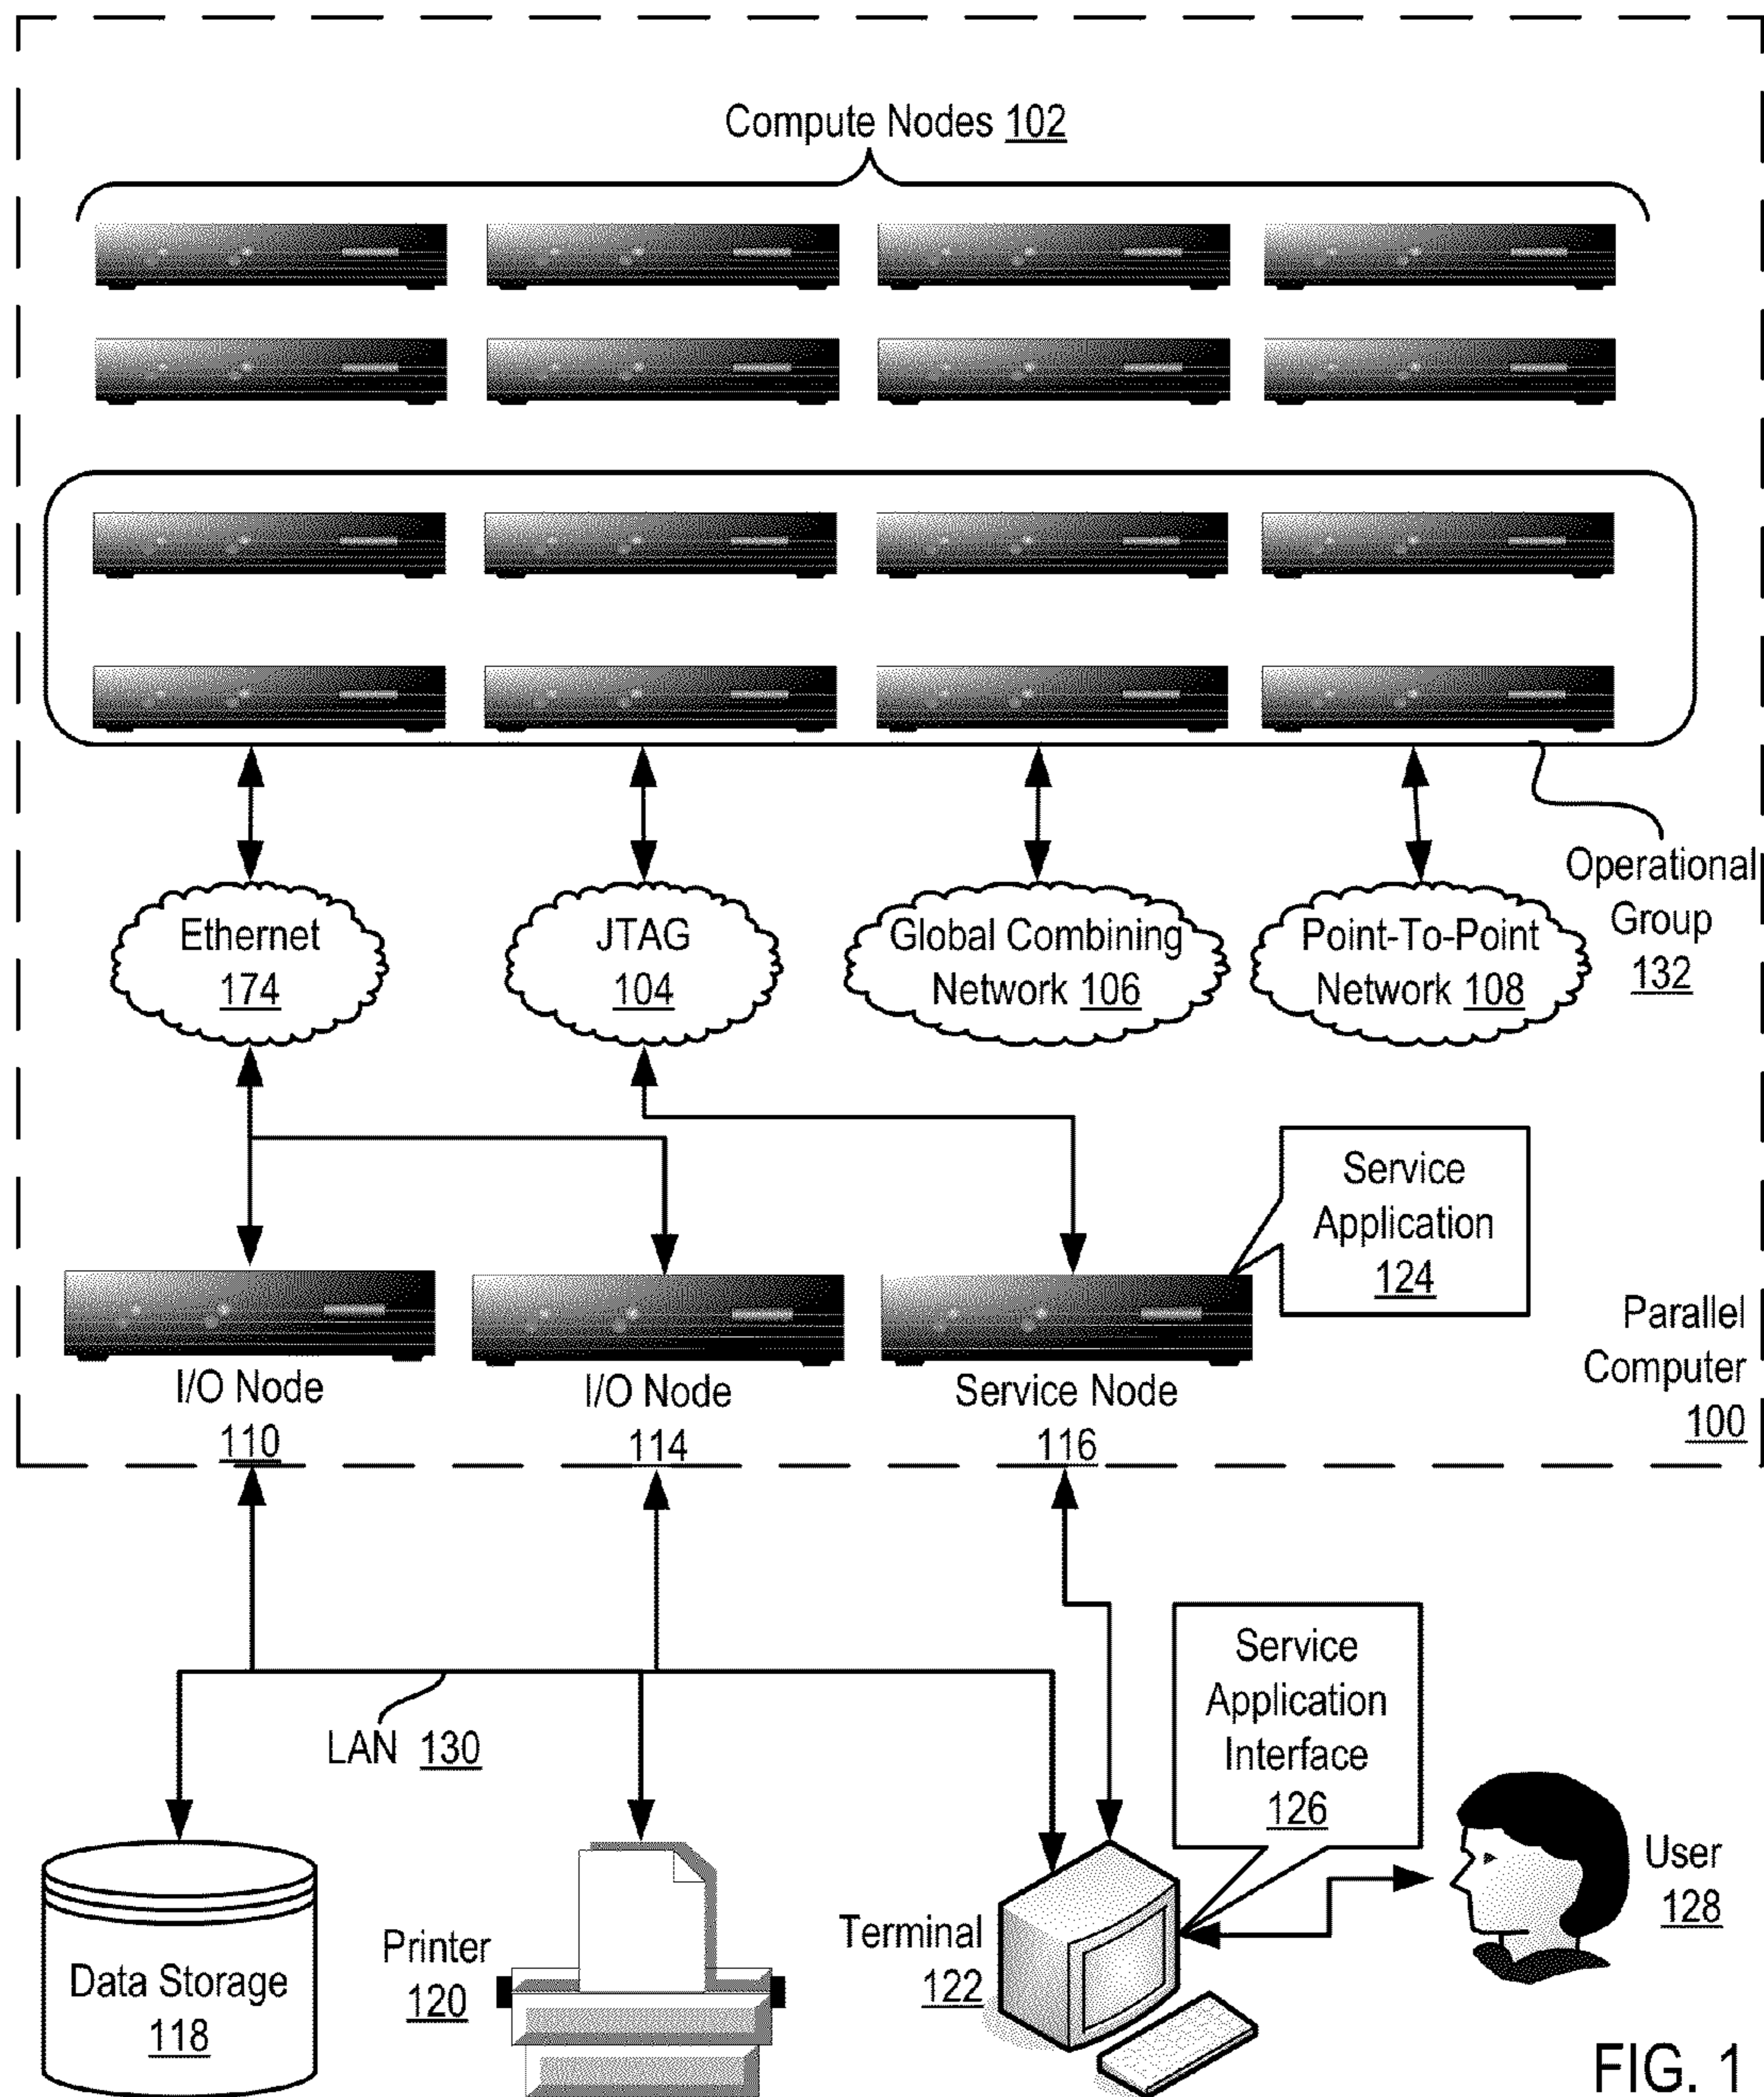 Compute Nodes 102
Ethernet
174
JTAG
104
Global Combining
Network 106
Point-To-Point
Network 108
Operational
Group
132
Service
Application
124
I/O Node
110
I/O Node
114
Service Node
116
Parallel
Computer
100
LAN 130
Service
Application
Interface
126
Data Storage
118
Printer
120
Terminal
122
User
128
FIG. 1